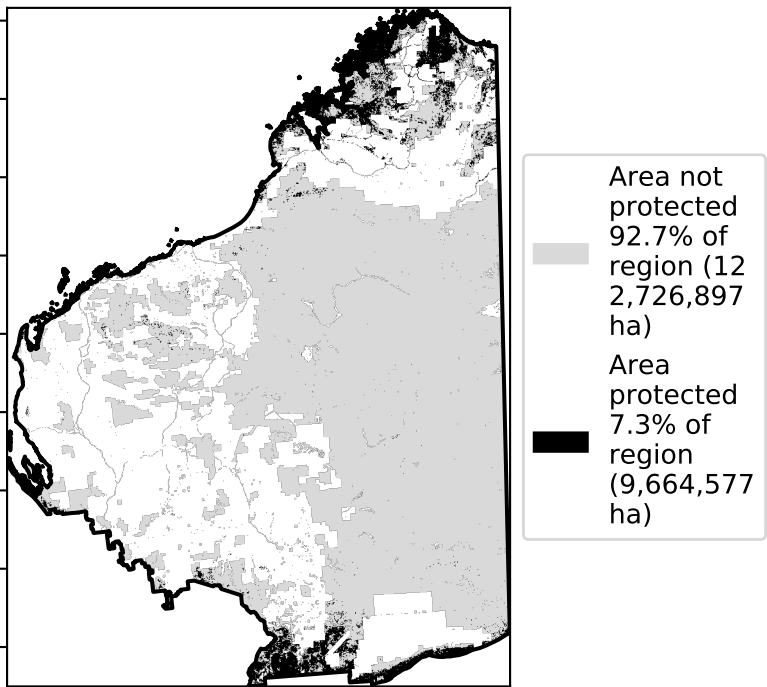 Area not
protected
92.7% of
region (12
2,726,897
ha)
Area
protected
7.3% of
region
(9,664,577
ha)